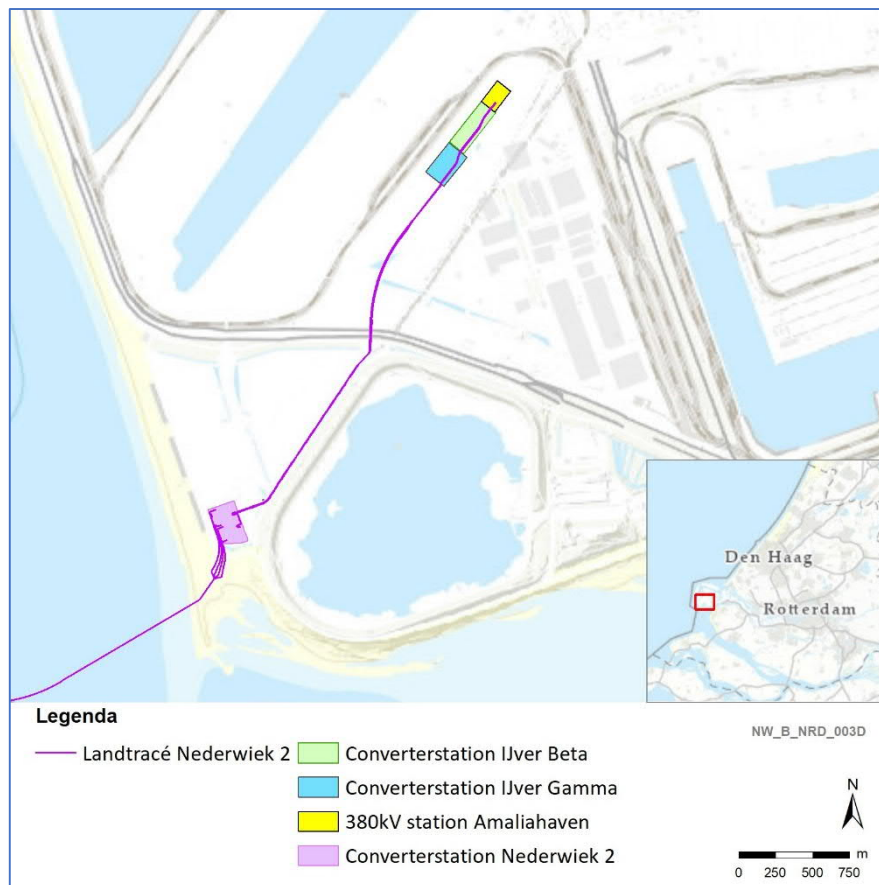 Den Haag
Rotterdam
Legenda
NW_B_NRD_003D
Landtracé Nederwiek 2
Converterstation IJver Beta
Converterstation IJver Gamma
380kV station Amaliahaven
Converterstation Nederwiek 2
N
m
0 250 500 750